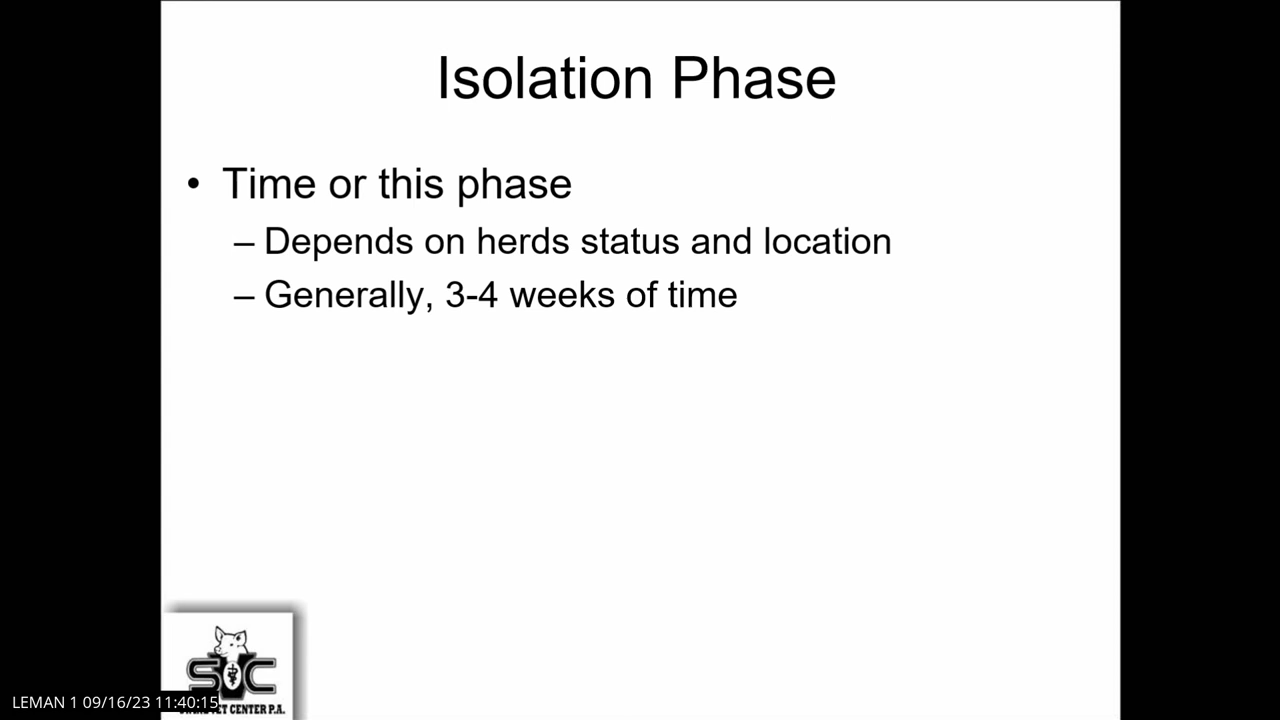 Isolation Phase
• Time or this phase
– Depends on herds status and location
– Generally, 3-4 weeks of time
SVC
CENTER P.A.
LEMAN 1 09/16/23 11:40:15